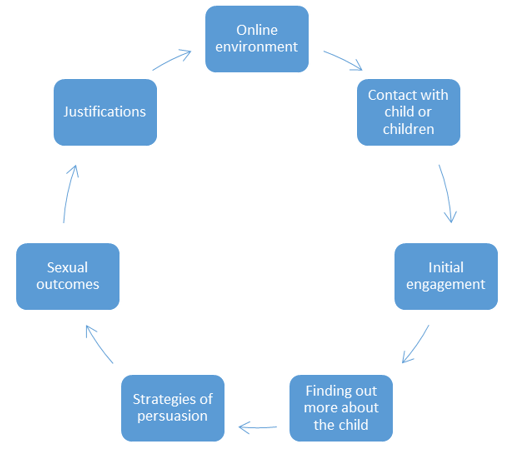 Online
environment
Contact with
child or
children
Initial
engagement
Finding out
more about
the child
Strategies of
persuasion
Sexual
outcomes
Justifications